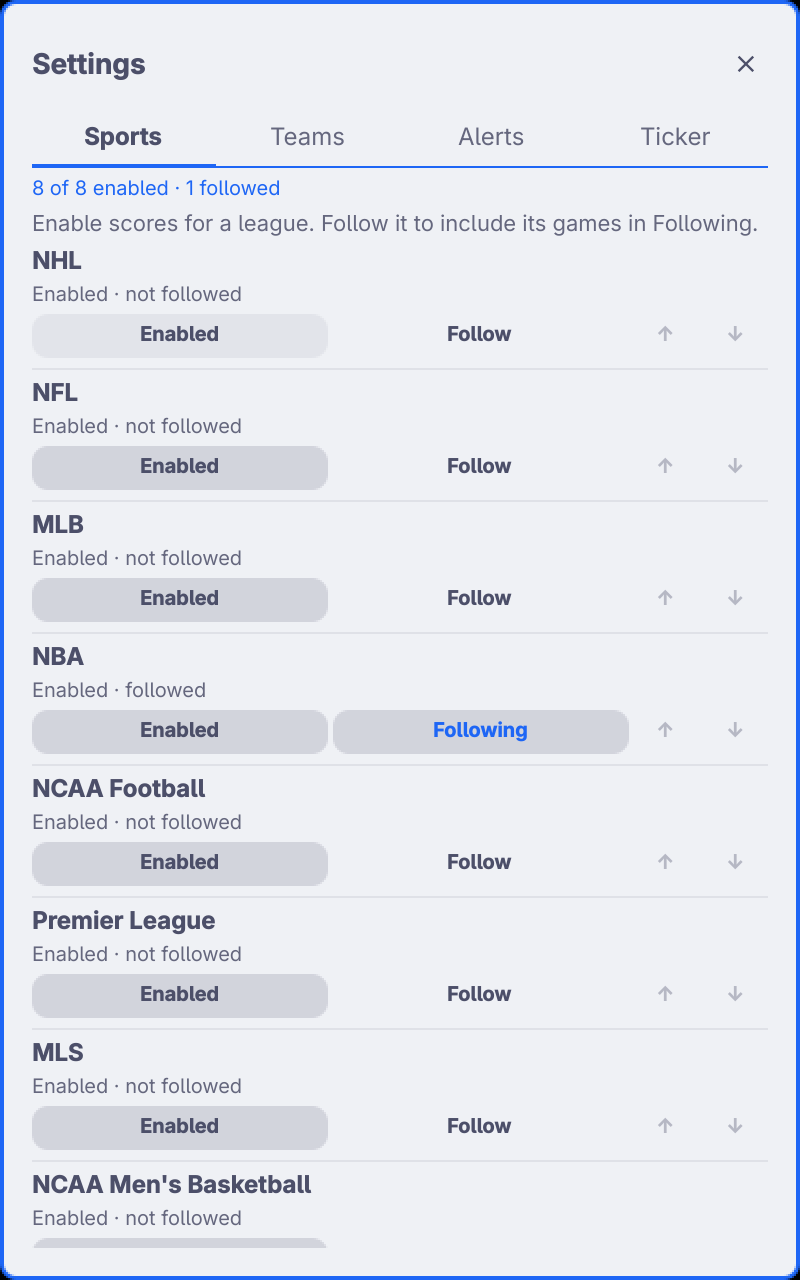 Settings
Sports Teams Alerts Ticker
8 of 8 enabled · 1 followed
Enable scores for a league. Follow it to include its games in Following.
NHL
Enabled · not followed
Enabled Follow ↑ ↓
NFL
Enabled · not followed
Enabled Follow ↑ ↓
MLB
Enabled · not followed
Enabled Follow ↑ ↓
NBA
Enabled · followed
Enabled Following ↑ ↓
NCAA Football
Enabled · not followed
Enabled Follow ↑ ↓
Premier League
Enabled · not followed
Enabled Follow ↑ ↓
MLS
Enabled · not followed
Enabled Follow ↑ ↓
NCAA Men's Basketball
Enabled · not followed